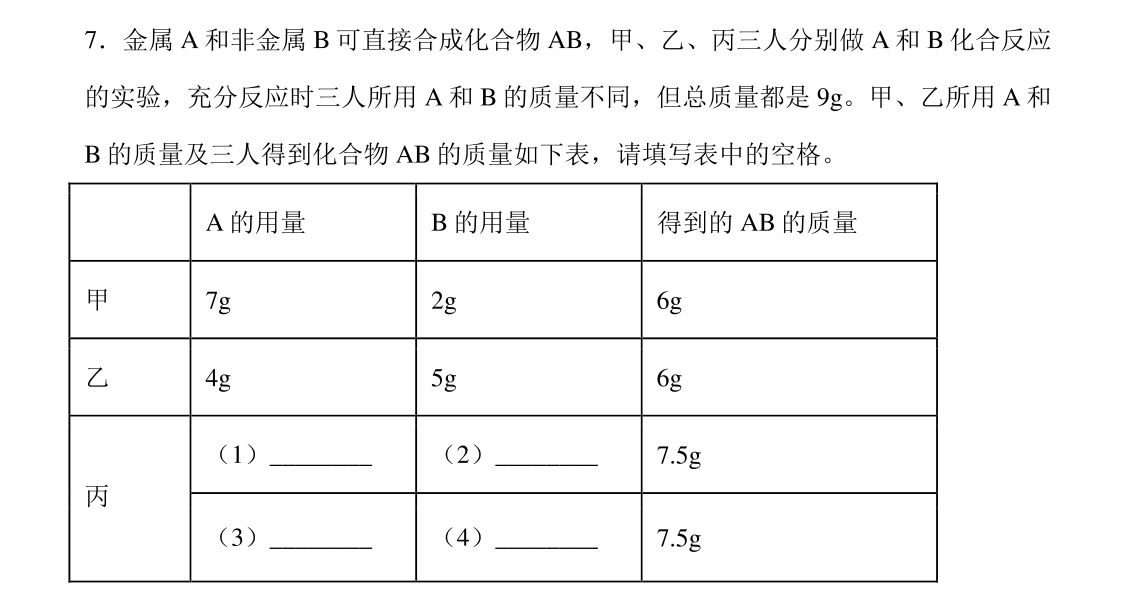 7．金属 A 和非金属 B 可直接合成化合物 AB，甲、乙、丙三人分别做 A 和 B 化合反应
的实验，充分反应时三人所用 A 和 B 的质量不同，但总质量都是 9g。甲、乙所用 A 和
B 的质量及三人得到化合物 AB 的质量如下表，请填写表中的空格。
A 的用量 B 的用量 得到的 AB 的质量
甲 7g 2g 6g
乙 4g 5g 6g
（1）________ （2）________ 7.5g
丙
（3）________ （4）________ 7.5g